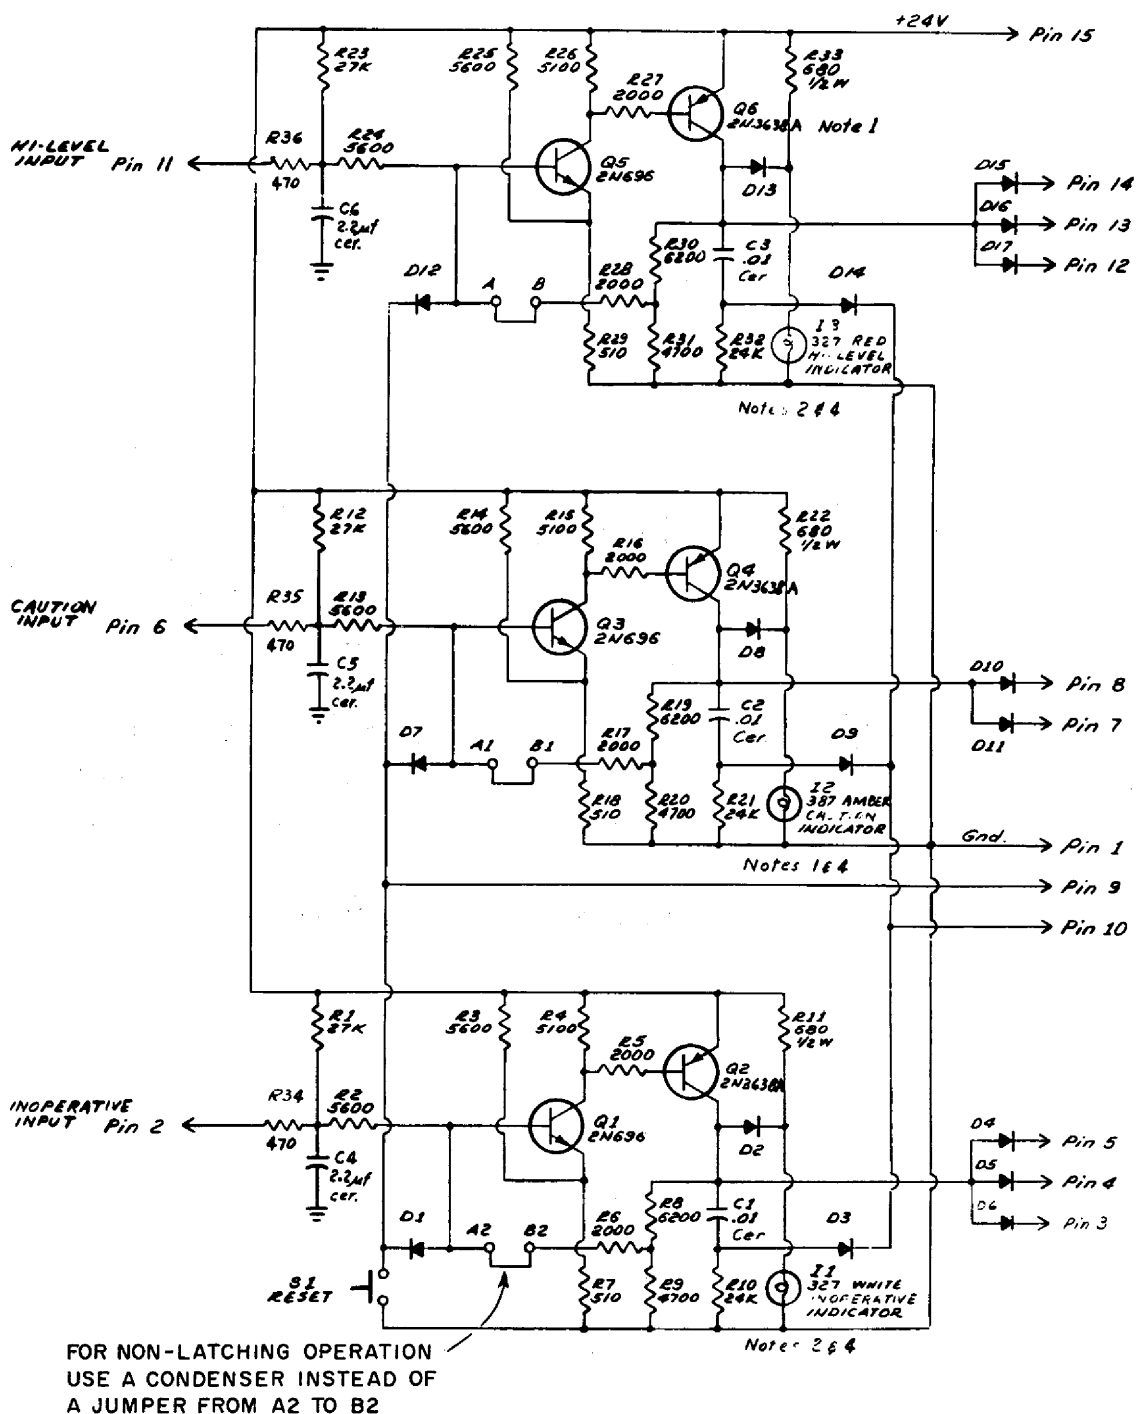 +24V
Pin 15
R23
27K
R25
5600
R26
5100
R27
2000
R33
680
1/2 W
Q6
2N3638A Note 1
HI-LEVEL
INPUT Pin 11
R36
470
R24
5600
Q5
2N696
D13
D15
Pin 14
D16
Pin 13
D17
Pin 12
C6
2.2µf
cer.
D12
A
B
R28
2000
R30
6200
C3
.01
Cer
D14
R29
510
R31
4700
R32
24K
I3
327 RED
HI-LEVEL
INDICATOR
Notes 2 & 4
R12
27K
R14
5600
R15
5100
R16
2000
R22
680
1/2 W
Q4
2N3638A
CAUTION
INPUT Pin 6
R35
470
R13
5600
Q3
2N696
D8
C5
2.2µf
cer.
D10
Pin 8
D11
Pin 7
D7
A1
B1
R17
2000
R19
6200
C2
.01
Cer.
D9
R18
510
R20
4700
R21
24K
I2
387 AMBER
INDICATOR
Gnd.
Pin 1
Notes 1 & 4
Pin 9
Pin 10
R1
27K
R3
5600
R4
5100
R5
2000
R11
680
1/2 W
Q2
2N3638A
INOPERATIVE
INPUT Pin 2
R34
470
R2
5600
Q1
2N696
D2
C4
2.2µf
cer.
D4
Pin 5
D5
Pin 4
D6
Pin 3
D1
A2
B2
R6
2000
R8
6200
C1
.01
Cer
D3
S1
RESET
R7
510
R9
4700
R10
24K
I1
327 WHITE
INOPERATIVE
INDICATOR
Notes 2 & 4
FOR NON-LATCHING OPERATION
USE A CONDENSER INSTEAD OF
A JUMPER FROM A2 TO B2